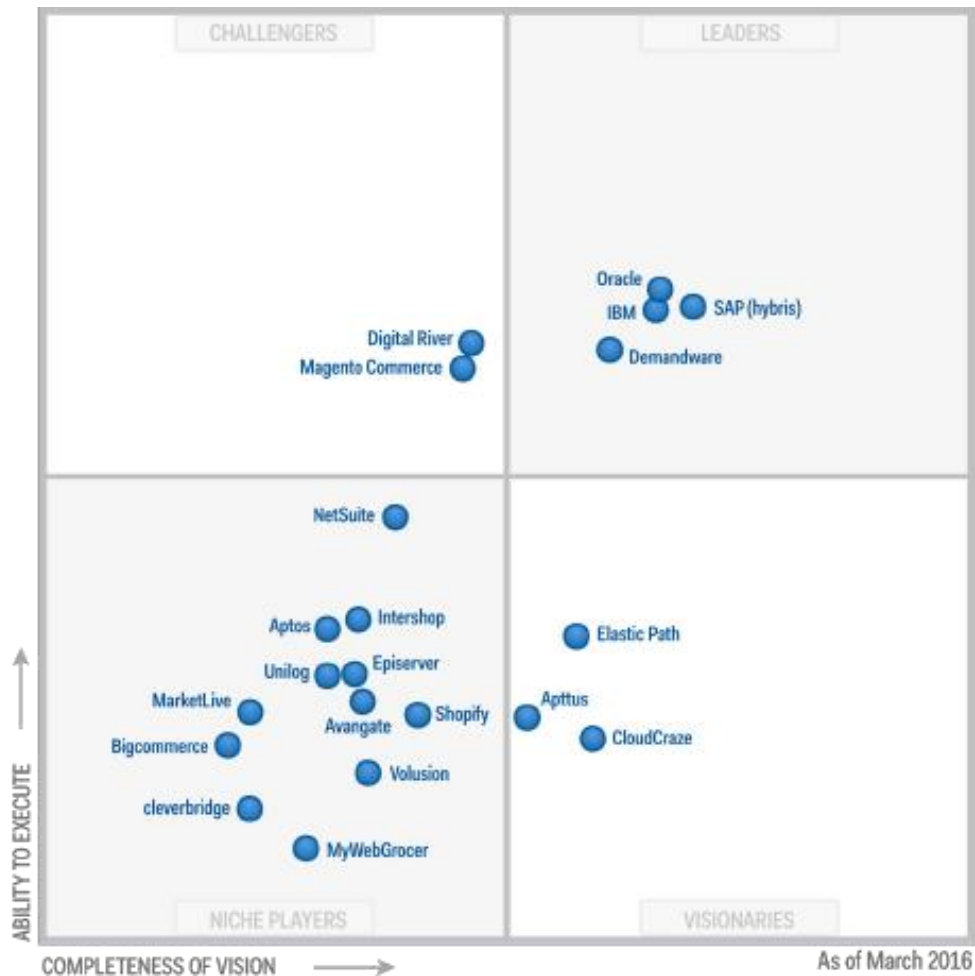 CHALLENGERS
LEADERS
Oracle
IBM
SAP (hybris)
Digital River
Demandware
Magento Commerce
NetSuite
Intershop
Aptos
Elastic Path
Episerver
Unilog
MarketLive
Apttus
Shopify
Avangate
CloudCraze
Bigcommerce
Volusion
cleverbridge
MyWebGrocer
ABILITY TO EXECUTE
NICHE PLAYERS
VISIONARIES
COMPLETENESS OF VISION
As of March 2016